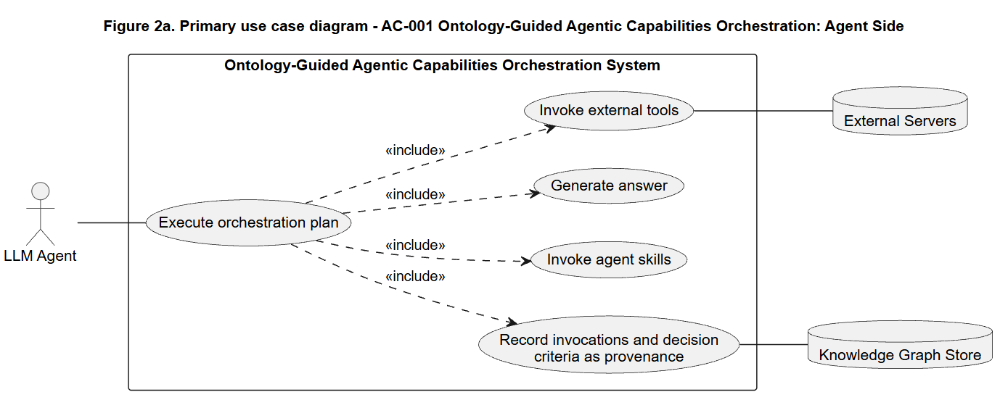 Figure 2a. Primary use case diagram - AC-001 Ontology-Guided Agentic Capabilities Orchestration: Agent Side
Ontology-Guided Agentic Capabilities Orchestration System
Invoke external tools
External Servers
«include»
Generate answer
«include»
Execute orchestration plan
LLM Agent
«include»
Invoke agent skills
«include»
Record invocations and decision
criteria as provenance
Knowledge Graph Store